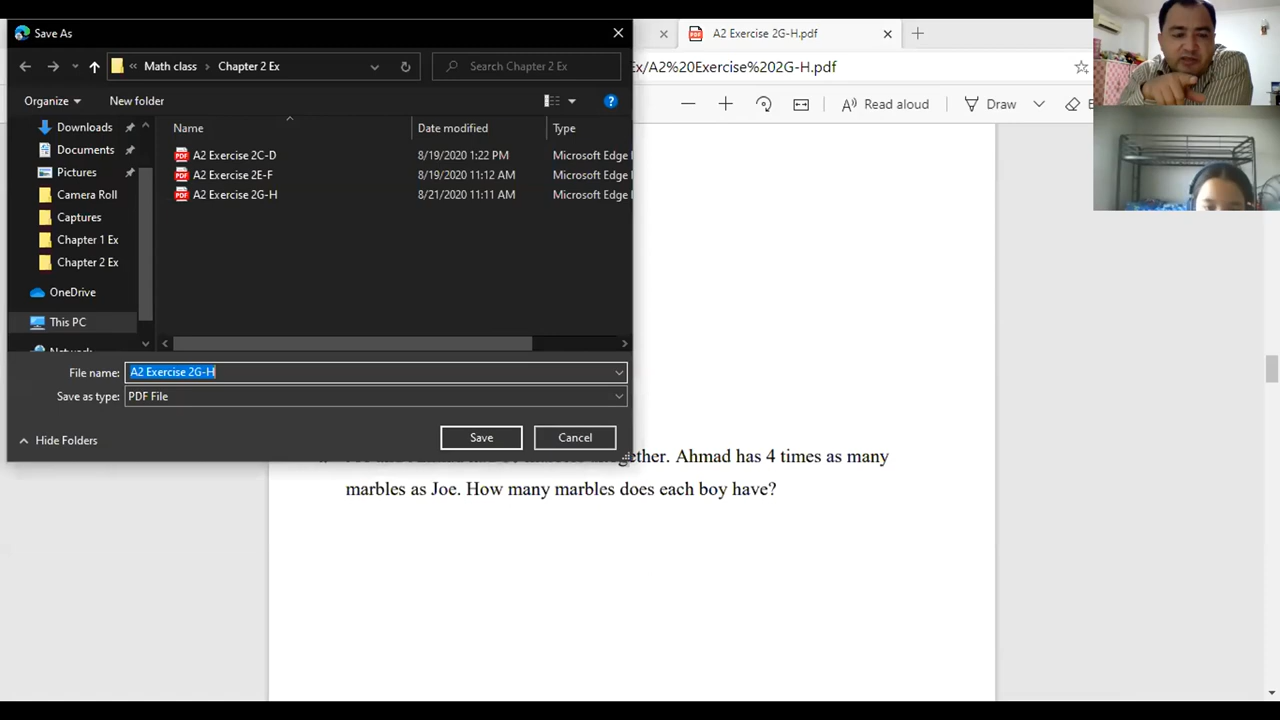 Save As
A2 Exercise 2G-H.pdf
Math class
Chapter 2 Ex
Search Chapter 2 Ex
Ex/A2%20Exercise%202G-H.pdf
Organize
New folder
Read aloud
Draw
Downloads
Documents
Pictures
Camera Roll
Captures
Chapter 1 Ex
Chapter 2 Ex
OneDrive
This PC
Network
Name Date modified Type
A2 Exercise 2C-D 8/19/2020 1:22 PM Microsoft Edge
A2 Exercise 2E-F 8/19/2020 11:12 AM Microsoft Edge
A2 Exercise 2G-H 8/21/2020 11:11 AM Microsoft Edge
File name: A2 Exercise 2G-H
Save as type: PDF File
Hide Folders
Save
Cancel
Ahmad has 4 times as many
marbles as Joe. How many marbles does each boy have?